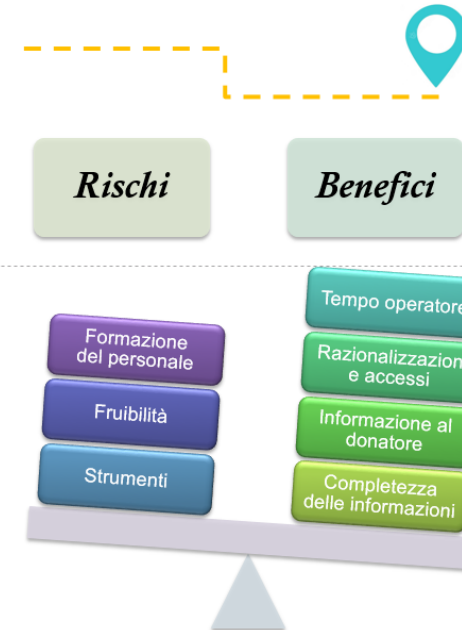 Rischi
Benefici
Formazione
del personale
Fruibilità
Strumenti
Tempo operatore
Razionalizzazion
e accessi
Informazione al
donatore
Completezza
delle informazioni